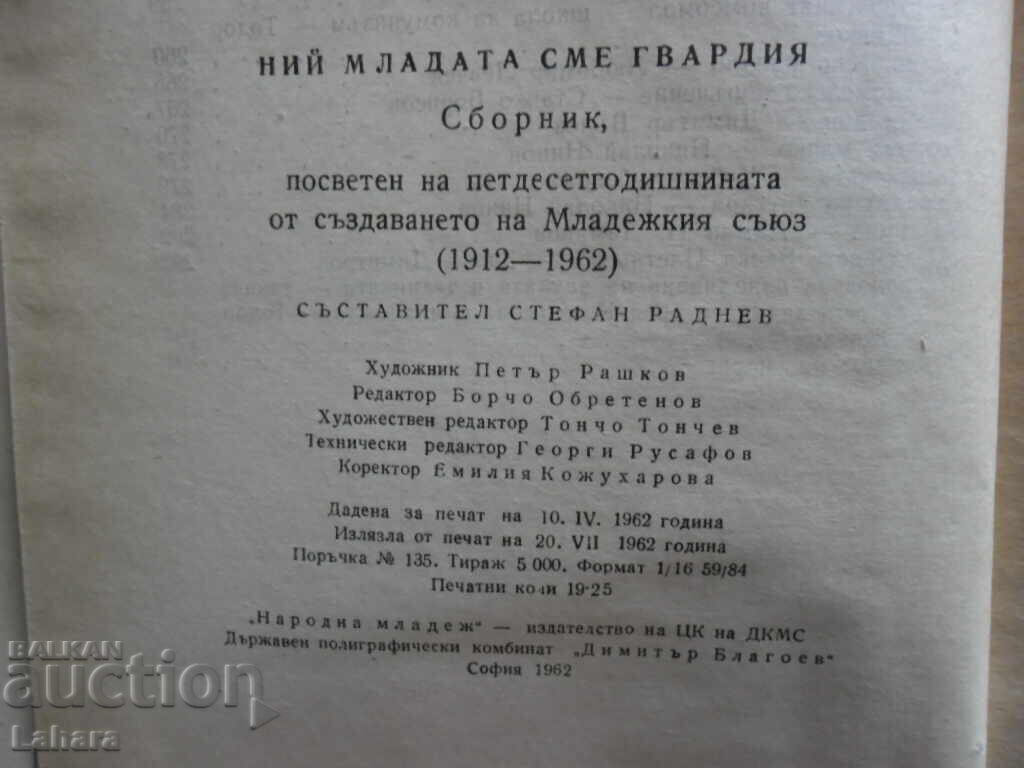 НИЙ МЛАДАТА СМЕ ГВАРДИЯ
Сборник,
посветен на петдесетгодишнината
от създаването на Младежкия съюз
(1912—1962)
СЪСТАВИТЕЛ СТЕФАН РАДНЕВ
Художник Петър Рашков
Редактор Борчо Обретенов
Художествен редактор Тончо Тончев
Технически редактор Георги Русафов
Коректор Емилия Кожухарова
Дадена за печат на 10. IV. 1962 година
Излязла от печат на 20. VII 1962 година
Поръчка № 135. Тираж 5 000. Формат 1/16 59/84
Печатни коли 19·25
„Народна младеж“ — издателство на ЦК на ДКМС
Държавен полиграфически комбинат „Димитър Благоев“
София 1962
BALKAN
auction
Lahara